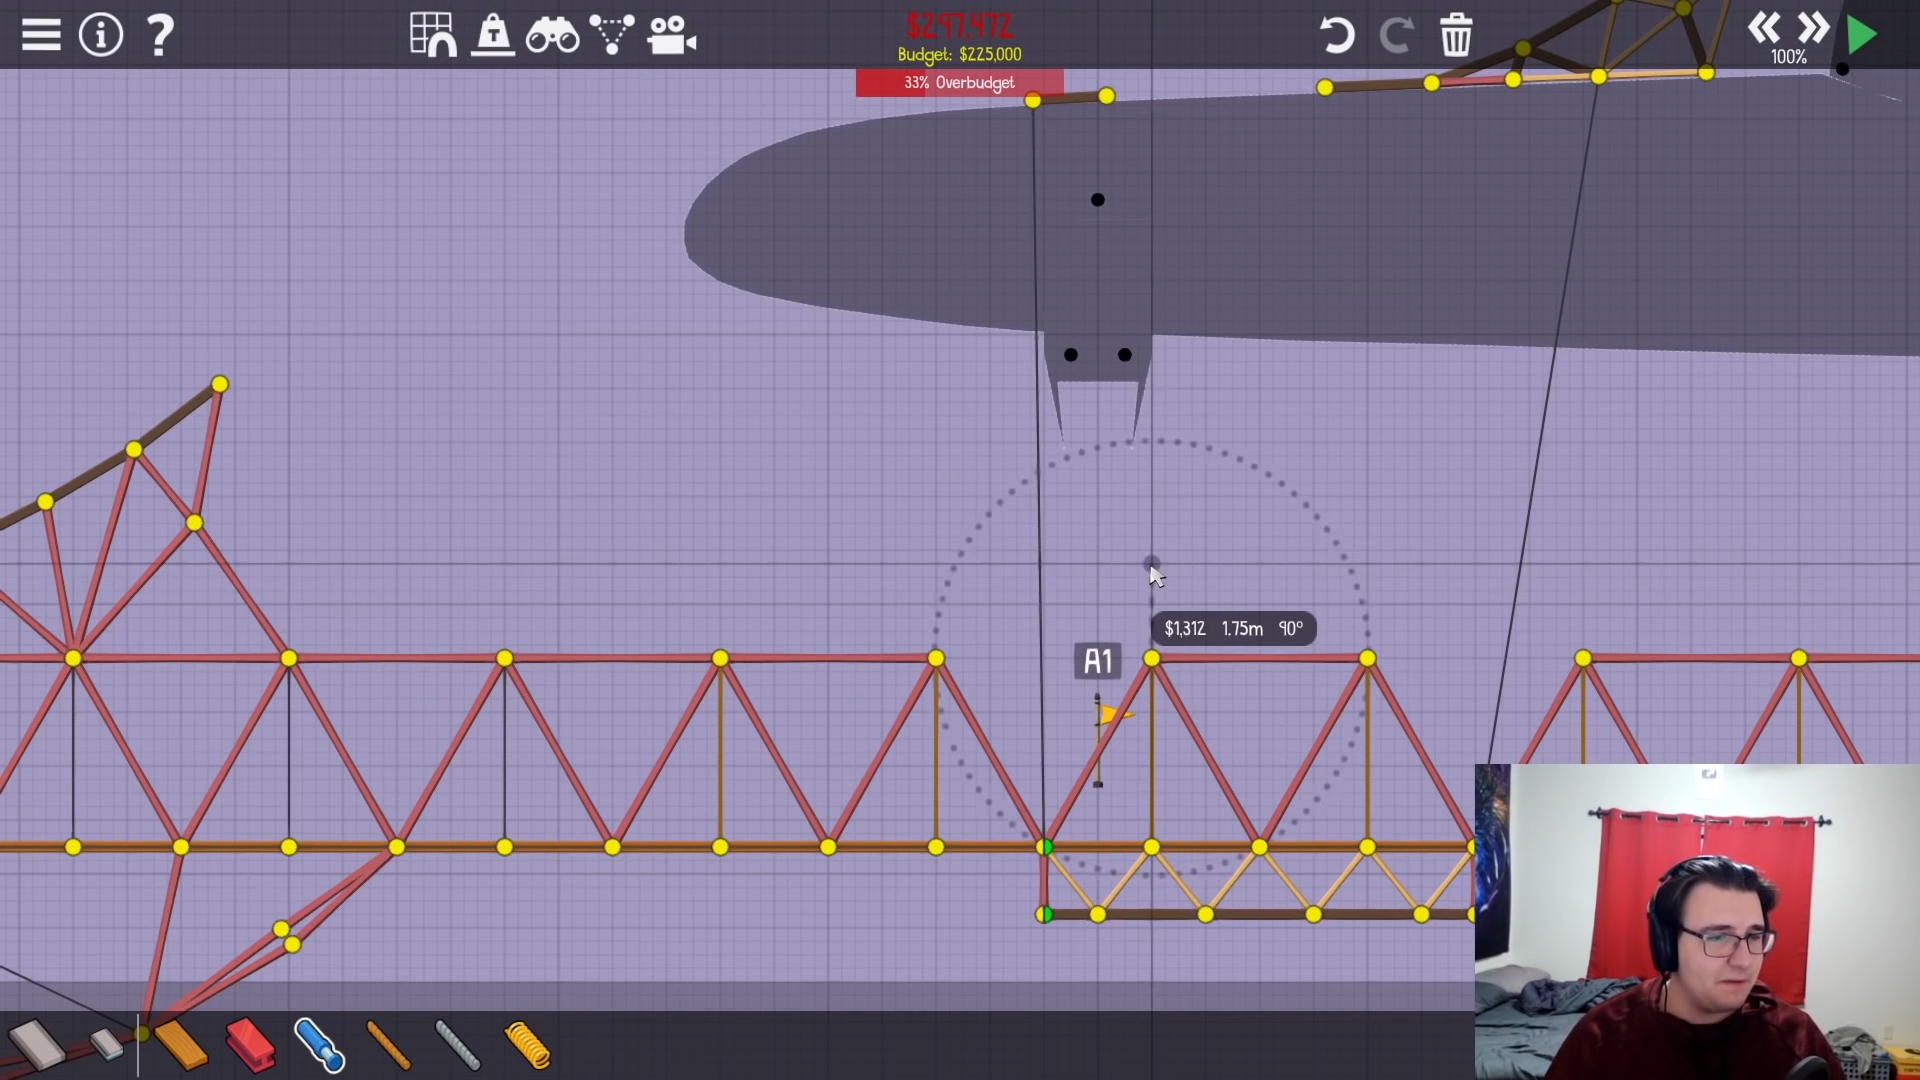 $297,472
Budget: $225,000
33% Overbudget
100%
$1,312 1.75m 90°
A1